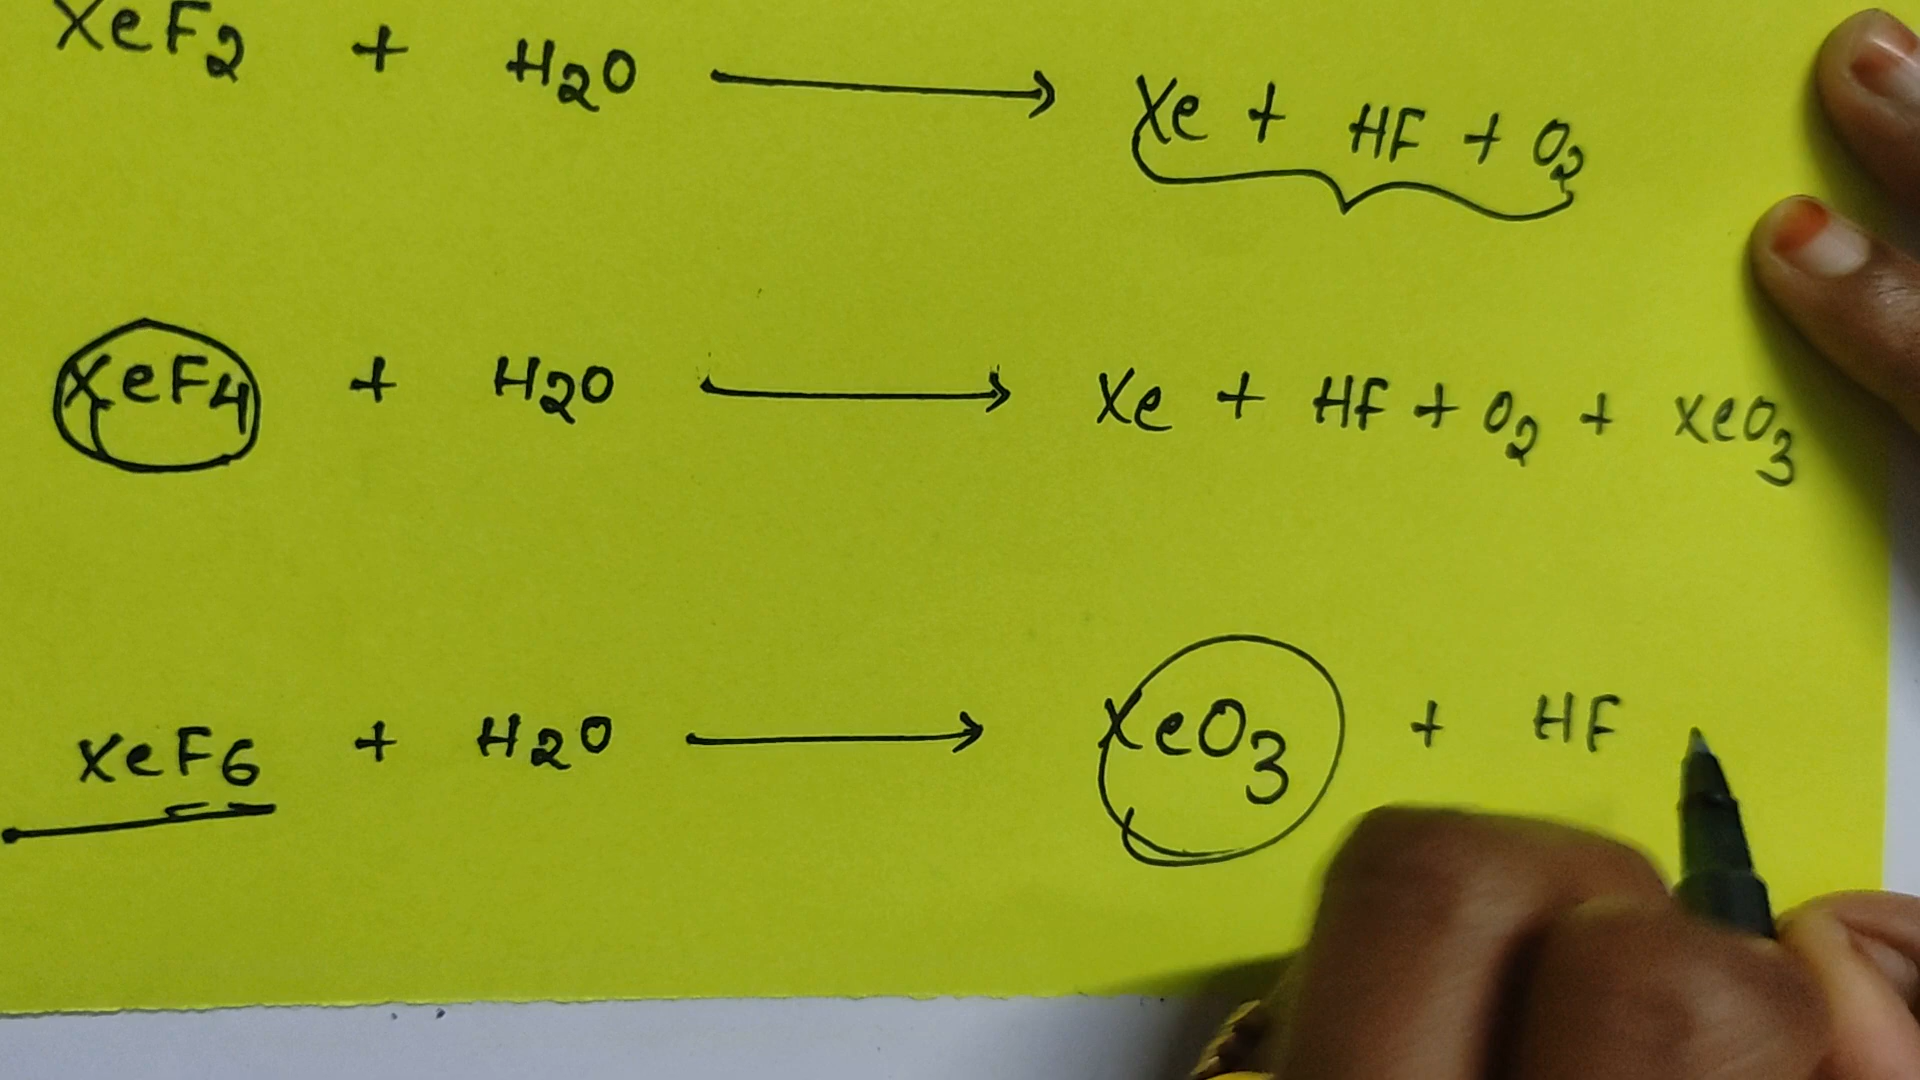 XeF2 + H2O → Xe + HF + O2
XeF4 + H2O → Xe + HF + O2 + XeO3
XeF6 + H2O → XeO3 + HF